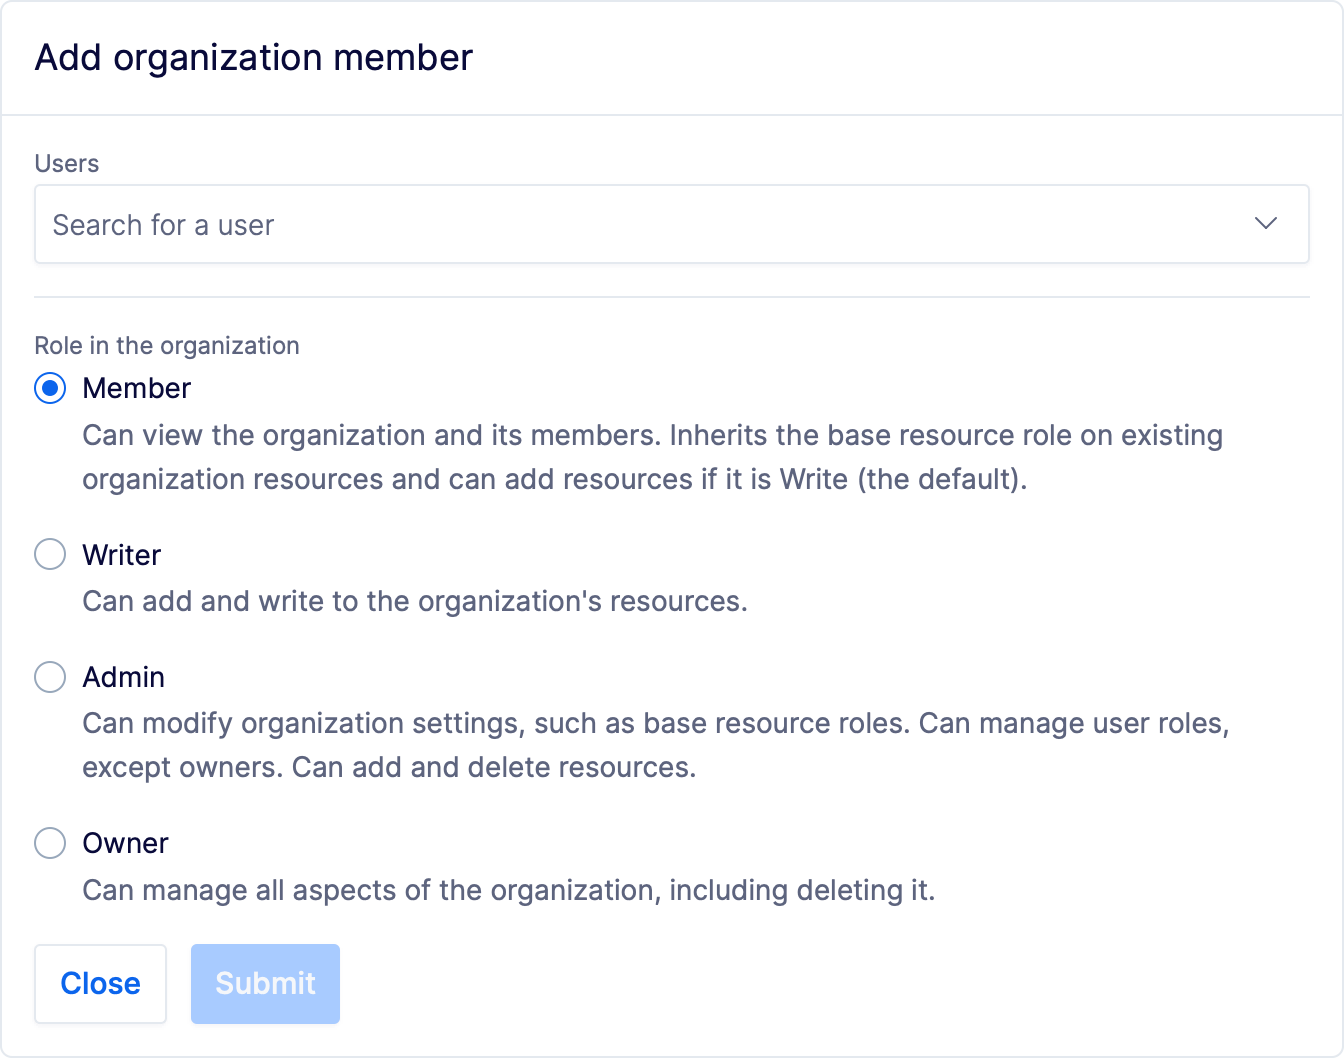 Add organization member
Users
Search for a user
Role in the organization
Member
Can view the organization and its members. Inherits the base resource role on existing
organization resources and can add resources if it is Write (the default).
Writer
Can add and write to the organization's resources.
Admin
Can modify organization settings, such as base resource roles. Can manage user roles,
except owners. Can add and delete resources.
Owner
Can manage all aspects of the organization, including deleting it.
Close
Submit